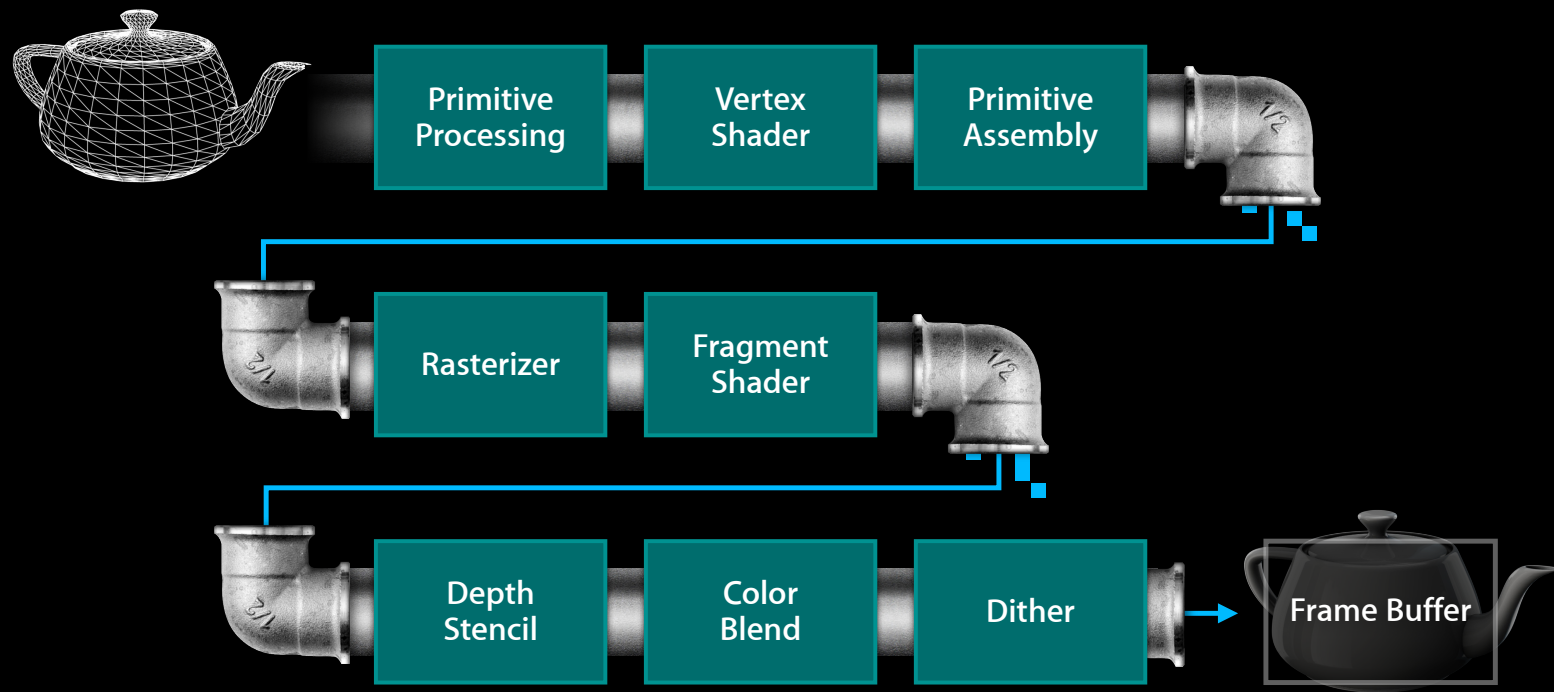 Primitive
Processing
Vertex
Shader
Primitive
Assembly
1/2
1/2
Rasterizer
Fragment
Shader
1/2
1/2
Depth
Stencil
Color
Blend
Dither
Frame Buffer